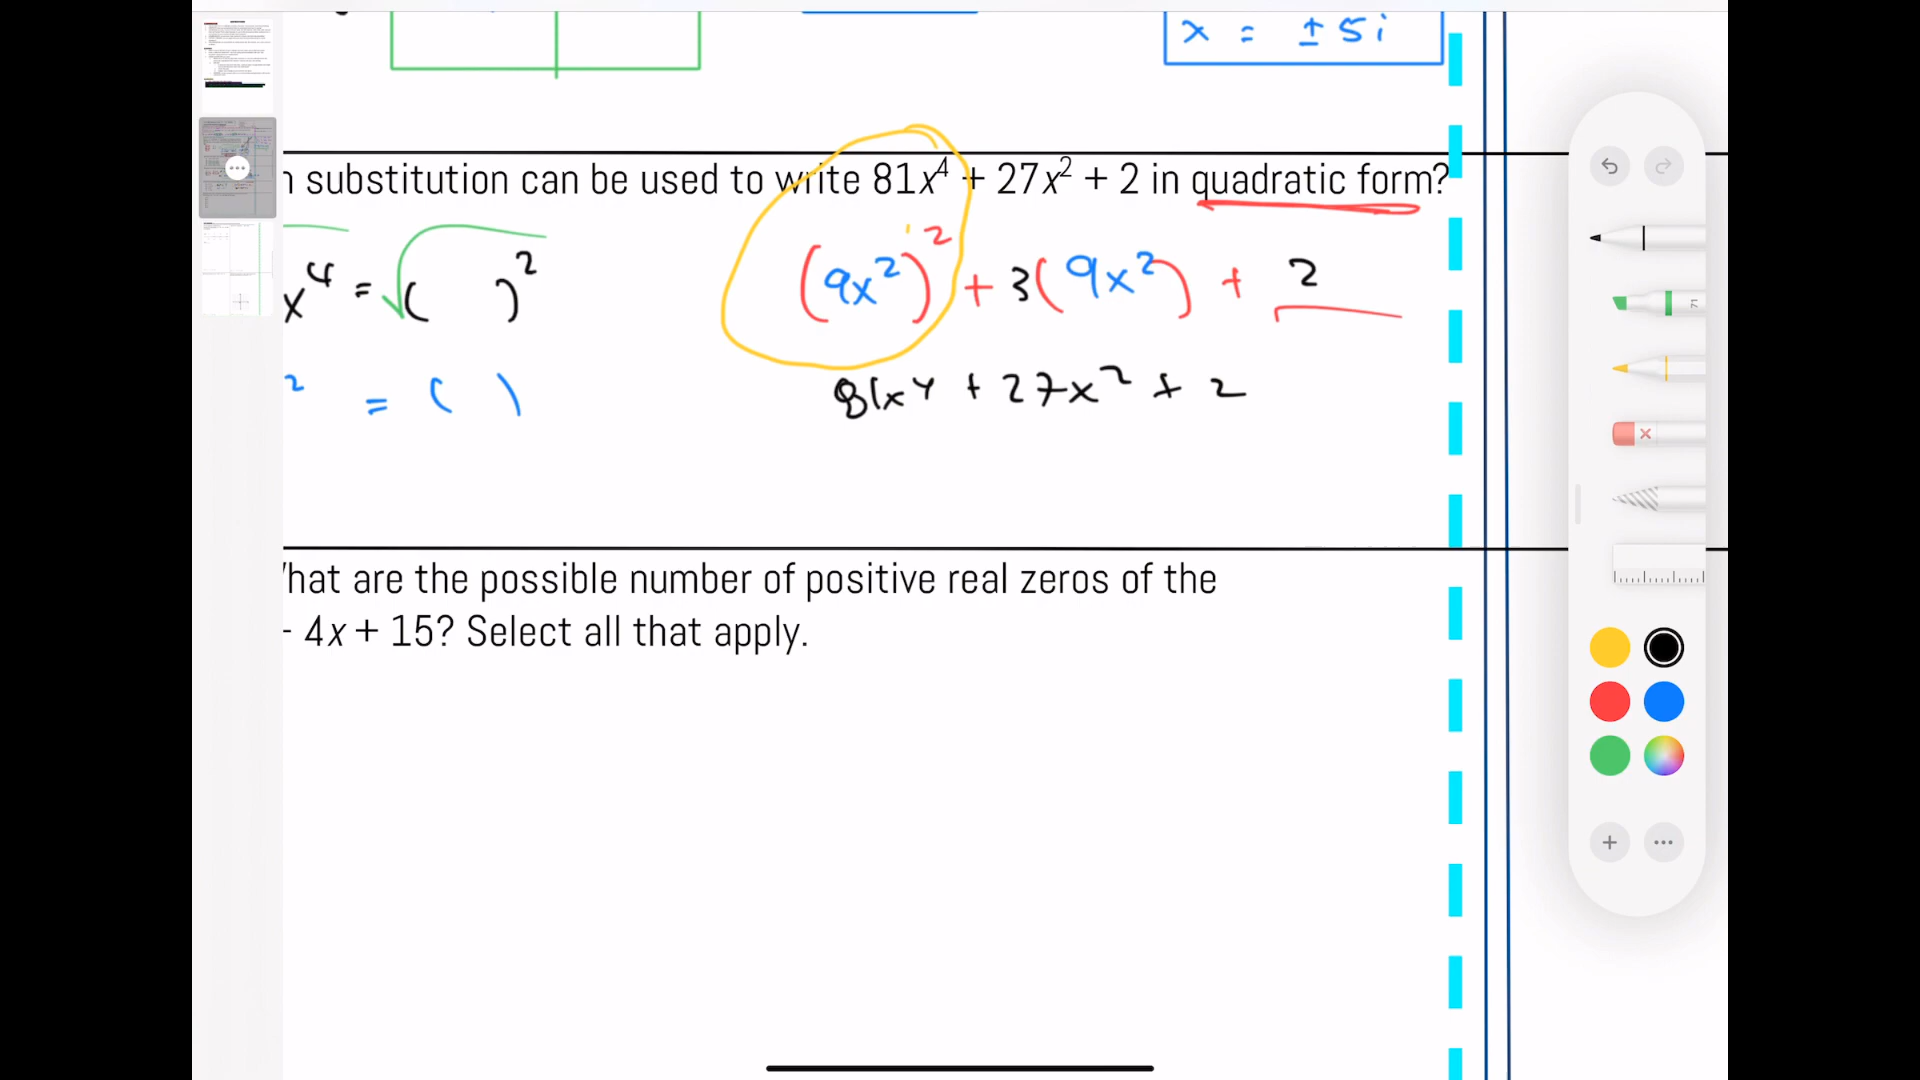 x = ± 5i
substitution can be used to write 81x⁴ + 27x² + 2 in quadratic form?
x⁴ = √( )²
(9x²)² + 3(9x²) + 2
² = ( )
81x⁴ + 27x² + 2
hat are the possible number of positive real zeros of the
- 4x + 15? Select all that apply.
71